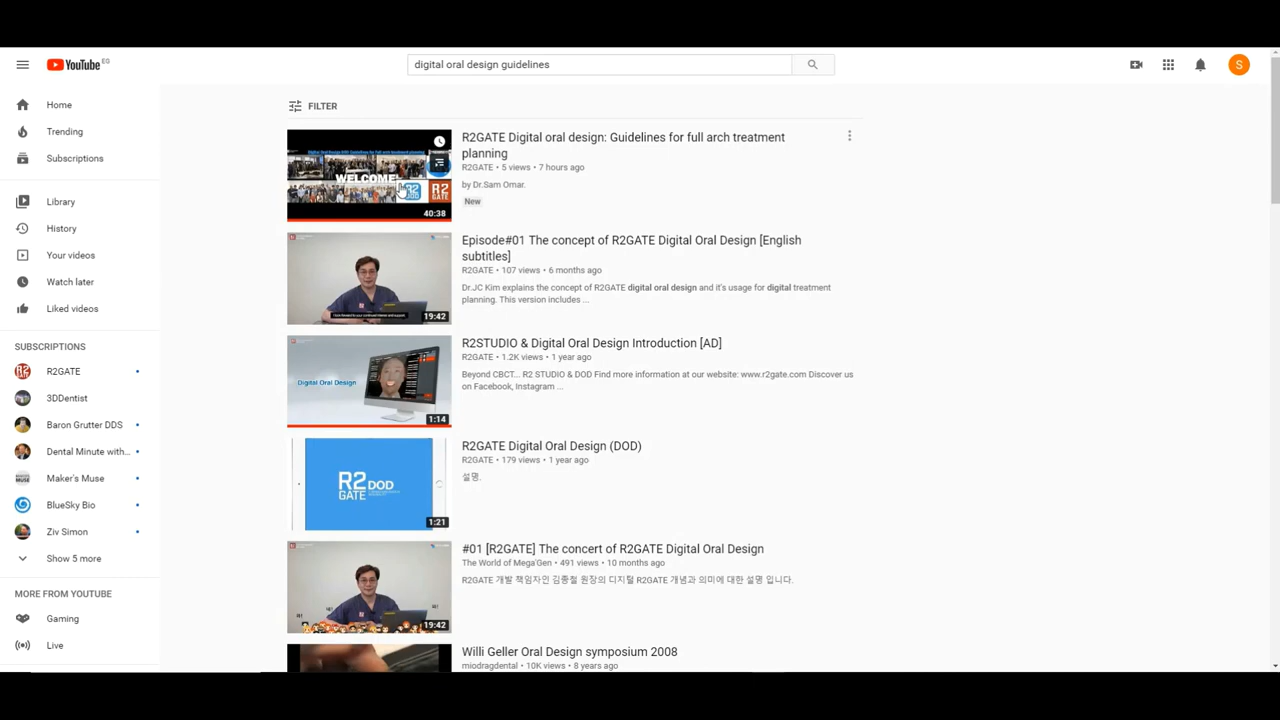 YouTube EG
digital oral design guidelines
S
Home
Trending
Subscriptions
Library
History
Your videos
Watch later
Liked videos
SUBSCRIPTIONS
R2GATE
3DDentist
Baron Grutter DDS
Dental Minute with...
Maker's Muse
BlueSky Bio
Ziv Simon
Show 5 more
MORE FROM YOUTUBE
Gaming
Live
FILTER
WELCOME
R2
GATE
40:38
R2GATE Digital oral design: Guidelines for full arch treatment
planning
R2GATE • 5 views • 7 hours ago
by Dr.Sam Omar.
New
19:42
Episode#01 The concept of R2GATE Digital Oral Design [English
subtitles]
R2GATE • 107 views • 6 months ago
Dr.JC Kim explains the concept of R2GATE digital oral design and it's usage for digital treatment
planning. This version includes ...
Digital Oral Design
1:14
R2STUDIO & Digital Oral Design Introduction [AD]
R2GATE • 1.2K views • 1 year ago
Beyond CBCT... R2 STUDIO & DOD Find more information at our website: www.r2gate.com Discover us
on Facebook, Instagram ...
R2
GATE DOD
1:21
R2GATE Digital Oral Design (DOD)
R2GATE • 179 views • 1 year ago
설명.
19:42
#01 [R2GATE] The concert of R2GATE Digital Oral Design
The World of Mega'Gen • 491 views • 10 months ago
R2GATE 개발 책임자인 김종철 원장의 디지털 R2GATE 개념과 의미에 대한 설명 입니다.
Willi Geller Oral Design symposium 2008
miodragdental • 10K views • 8 years ago